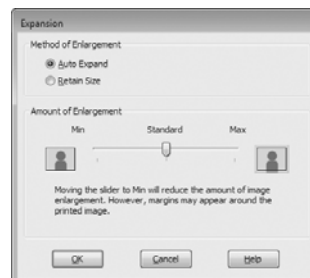 Expansion
Method of Enlargement
Auto Expand
Retain Size
Amount of Enlargement
Min Standard Max
Moving the slider to Min will reduce the amount of image
enlargement. However, margins may appear around the
printed image.
OK Cancel Help